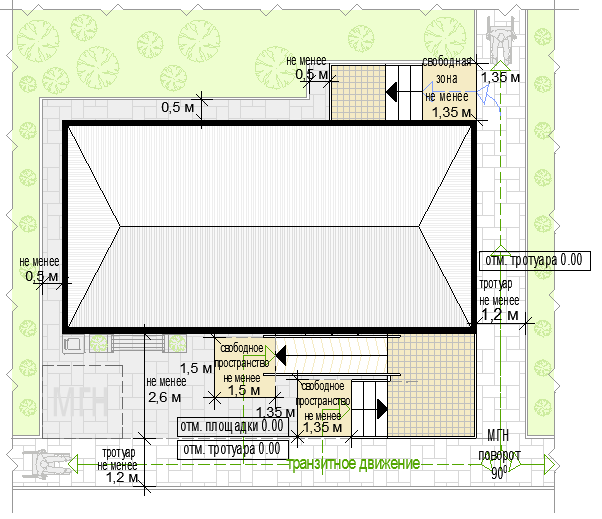 не менее
0,5 м
свободная
зона
не менее
1,35 м
1,35 м
0,5 м
не менее
0,5 м
отм. тротуара 0.00
тротуар
не менее
1,2 м
1,5 м
свободное
пространство
не менее
1,5 м
не менее
2,6 м
МГН
свободное
пространство
не менее
1,35 м
1,35 м
отм. площадки 0.00
отм. тротуара 0.00
тротуар
не менее
1,2 м
транзитное движение
МГН
поворот
90⁰